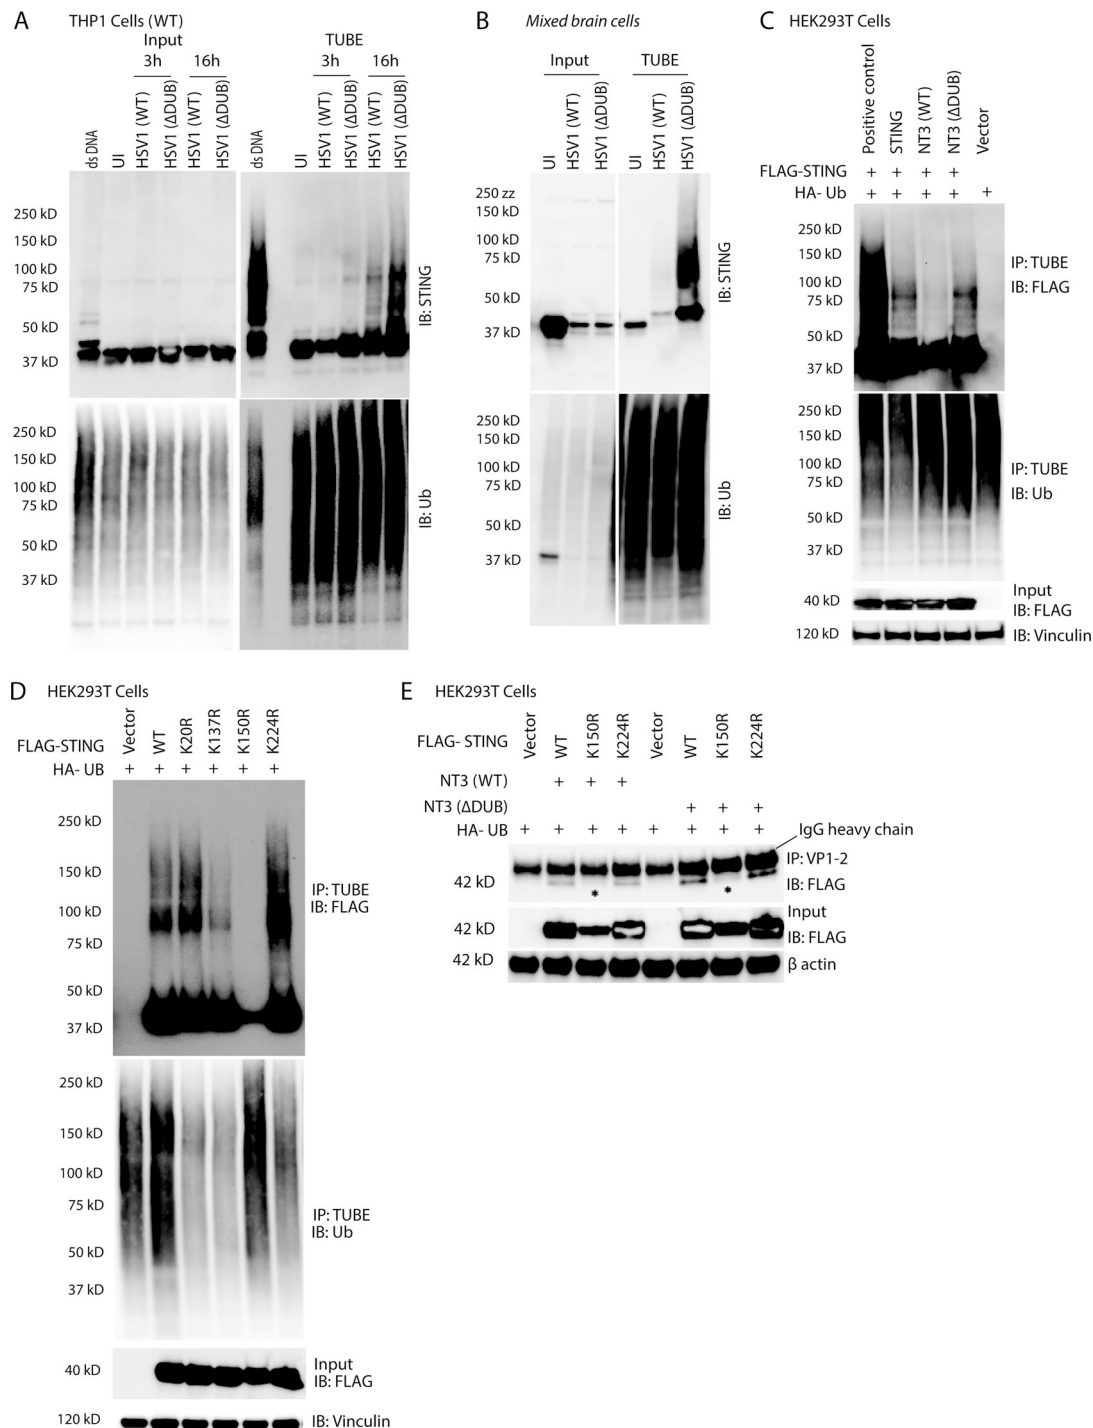 A THP1 Cells (WT)
Input TUBE
3h 16h 3h 16h
ds DNA UI HSV1 (WT) HSV1 (ΔDUB) HSV1 (WT) HSV1 (ΔDUB) ds DNA UI HSV1 (WT) HSV1 (ΔDUB) HSV1 (WT) HSV1 (ΔDUB)
250 kD
150 kD
100 kD
75 kD
50 kD
37 kD
IB: STING
250 kD
150 kD
100 kD
75 kD
50 kD
37 kD
IB: Ub
B Mixed brain cells
Input TUBE
UI HSV1 (WT) HSV1 (ΔDUB) UI HSV1 (WT) HSV1 (ΔDUB)
250 zz
150 kD
100 kD
75 kD
50 kD
37 kD
IB: STING
250 kD
150 kD
100 kD
75 kD
50 kD
37 kD
IB: Ub
C HEK293T Cells
Positive control STING NT3 (WT) NT3 (ΔDUB) Vector
FLAG-STING + + + +
HA- Ub + + + + +
250 kD
150 kD
100 kD
75 kD
50 kD
37 kD
IP: TUBE
IB: FLAG
250 kD
150 kD
100 kD
75 kD
50 kD
37 kD
IP: TUBE
IB: Ub
40 kD
Input
IB: FLAG
120 kD IB: Vinculin
D HEK293T Cells
FLAG-STING Vector WT K20R K137R K150R K224R
HA- UB + + + + + +
250 kD
150 kD
100 kD
75 kD
50 kD
37 kD
IP: TUBE
IB: FLAG
250 kD
150 kD
100 kD
75 kD
50 kD
37 kD
IP: TUBE
IB: Ub
40 kD
Input
IB: FLAG
120 kD IB: Vinculin
E HEK293T Cells
FLAG- STING Vector WT K150R K224R Vector WT K150R K224R
NT3 (WT) + + +
NT3 (ΔDUB) + + +
HA- UB + + + + + + + +
IgG heavy chain
IP: VP1-2
42 kD IB: FLAG
* *
Input
42 kD IB: FLAG
42 kD β actin